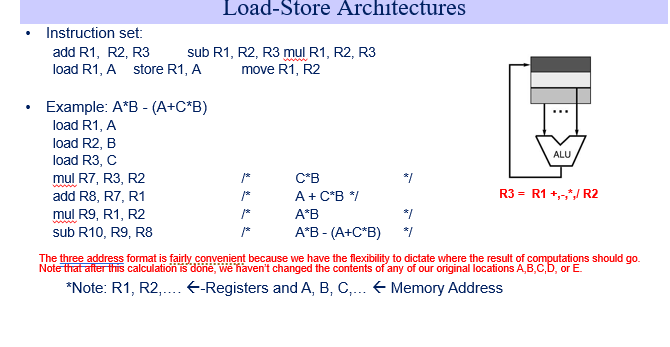 Load-Store Architectures
• Instruction set:
add R1, R2, R3 sub R1, R2, R3 mul R1, R2, R3
load R1, A store R1, A move R1, R2
• Example: A*B - (A+C*B)
load R1, A
load R2, B
load R3, C
mul R7, R3, R2 /* C*B */
add R8, R7, R1 /* A + C*B */
mul R9, R1, R2 /* A*B */
sub R10, R9, R8 /* A*B - (A+C*B) */
...
ALU
R3 = R1 +,-,*,/ R2
The three address format is fairly convenient because we have the flexibility to dictate where the result of computations should go.
Note that after this calculation is done, we haven't changed the contents of any of our original locations A,B,C,D, or E.
*Note: R1, R2,…. ←-Registers and A, B, C,… ← Memory Address